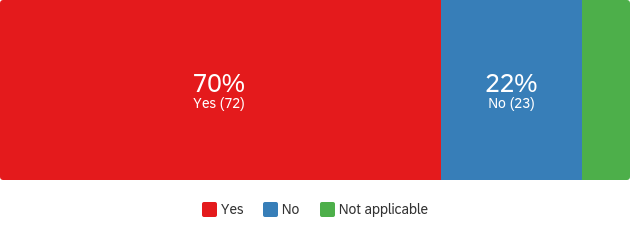 70%
22%
Yes (72)
No (23)
Yes
No
Not applicable